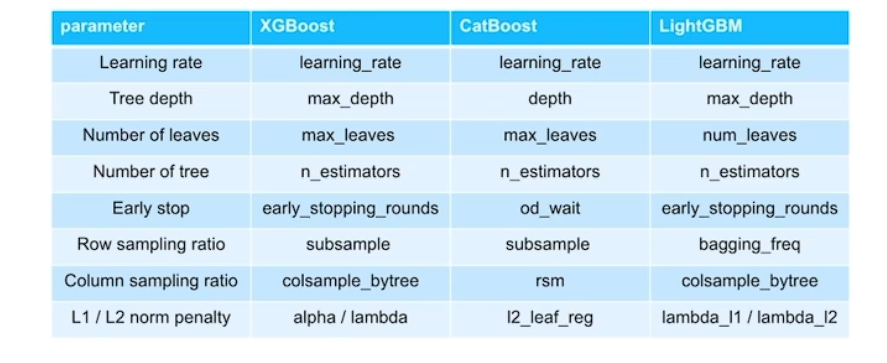 parameter XGBoost CatBoost LightGBM
Learning rate learning_rate learning_rate learning_rate
Tree depth max_depth depth max_depth
Number of leaves max_leaves max_leaves num_leaves
Number of tree n_estimators n_estimators n_estimators
Early stop early_stopping_rounds od_wait early_stopping_rounds
Row sampling ratio subsample subsample bagging_freq
Column sampling ratio colsample_bytree rsm colsample_bytree
L1 / L2 norm penalty alpha / lambda l2_leaf_reg lambda_l1 / lambda_l2